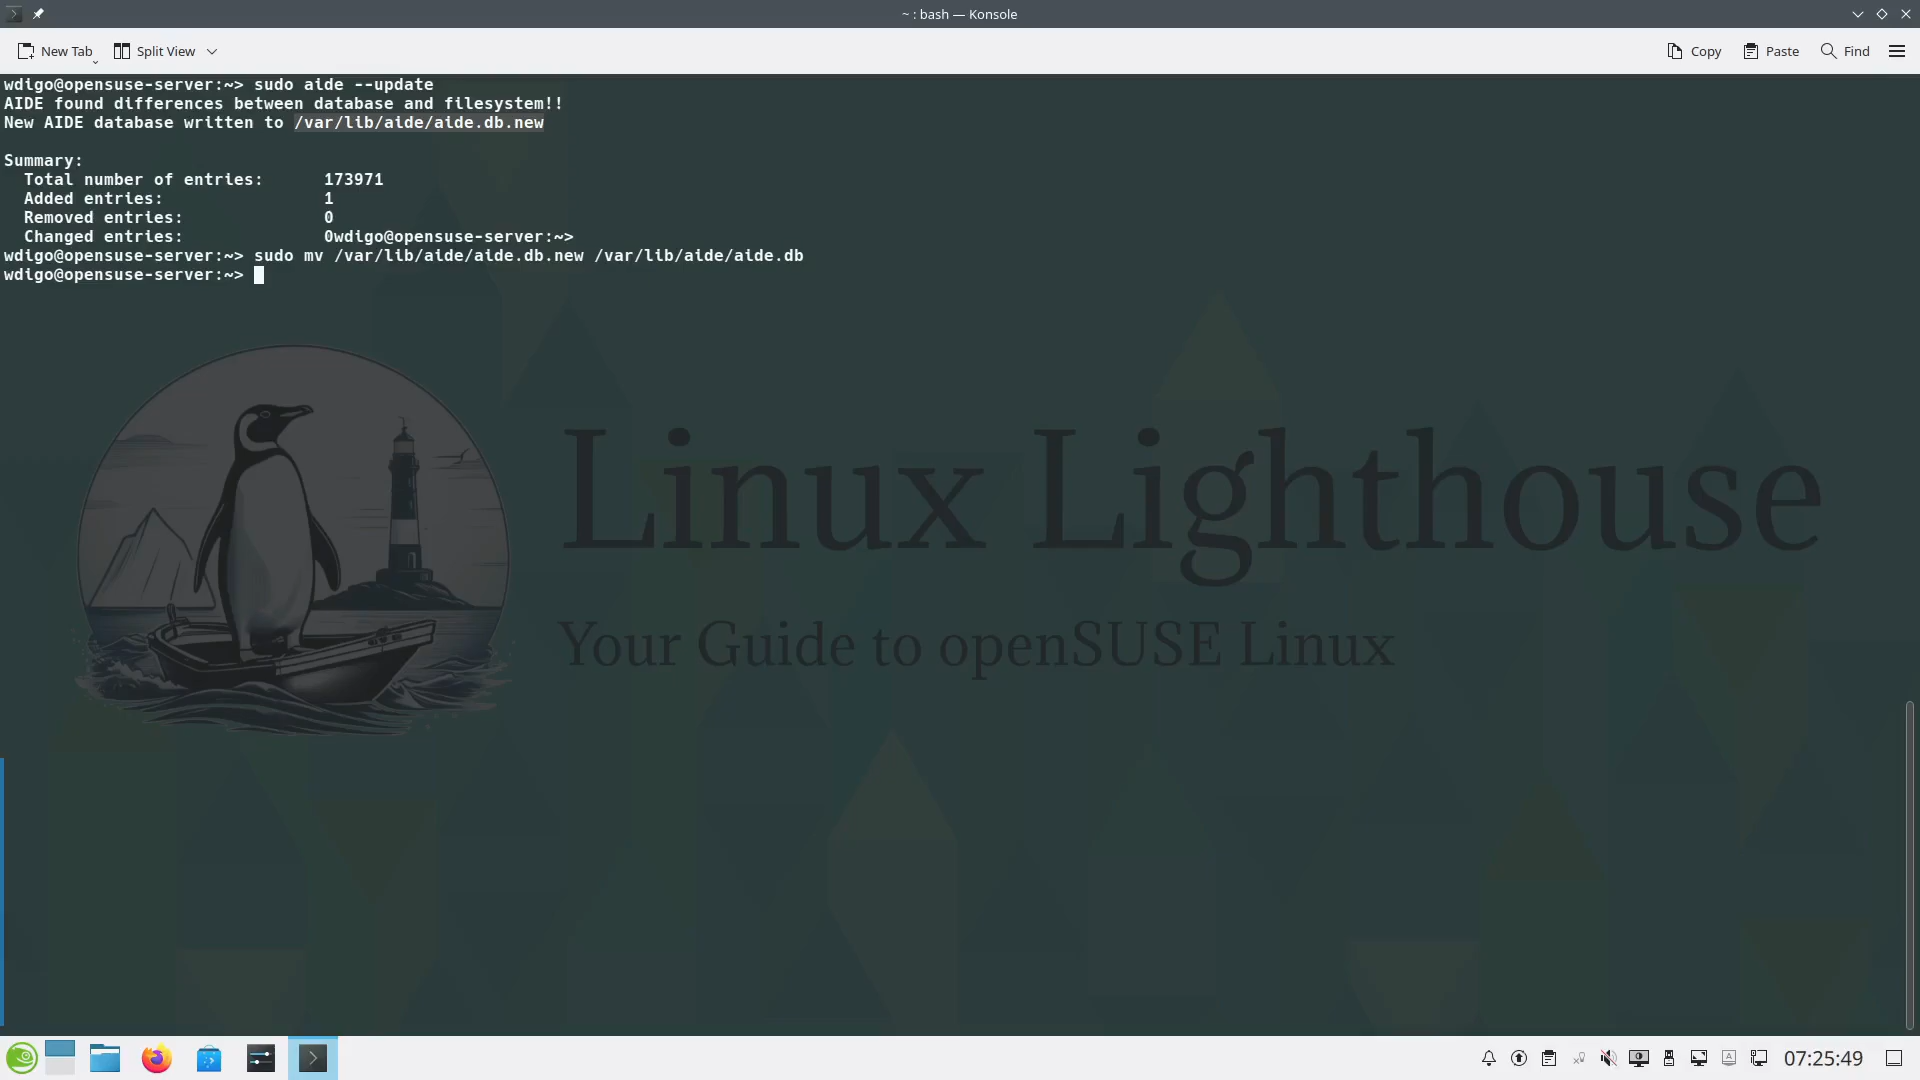 ~ : bash — Konsole
New Tab
Split View
Copy
Paste
Find
wdigo@opensuse-server:~> sudo aide --update
AIDE found differences between database and filesystem!!
New AIDE database written to /var/lib/aide/aide.db.new
Summary:
Total number of entries: 173971
Added entries: 1
Removed entries: 0
Changed entries: 0wdigo@opensuse-server:~>
wdigo@opensuse-server:~> sudo mv /var/lib/aide/aide.db.new /var/lib/aide/aide.db
wdigo@opensuse-server:~>
Linux Lighthouse
Your Guide to openSUSE Linux
07:25:49